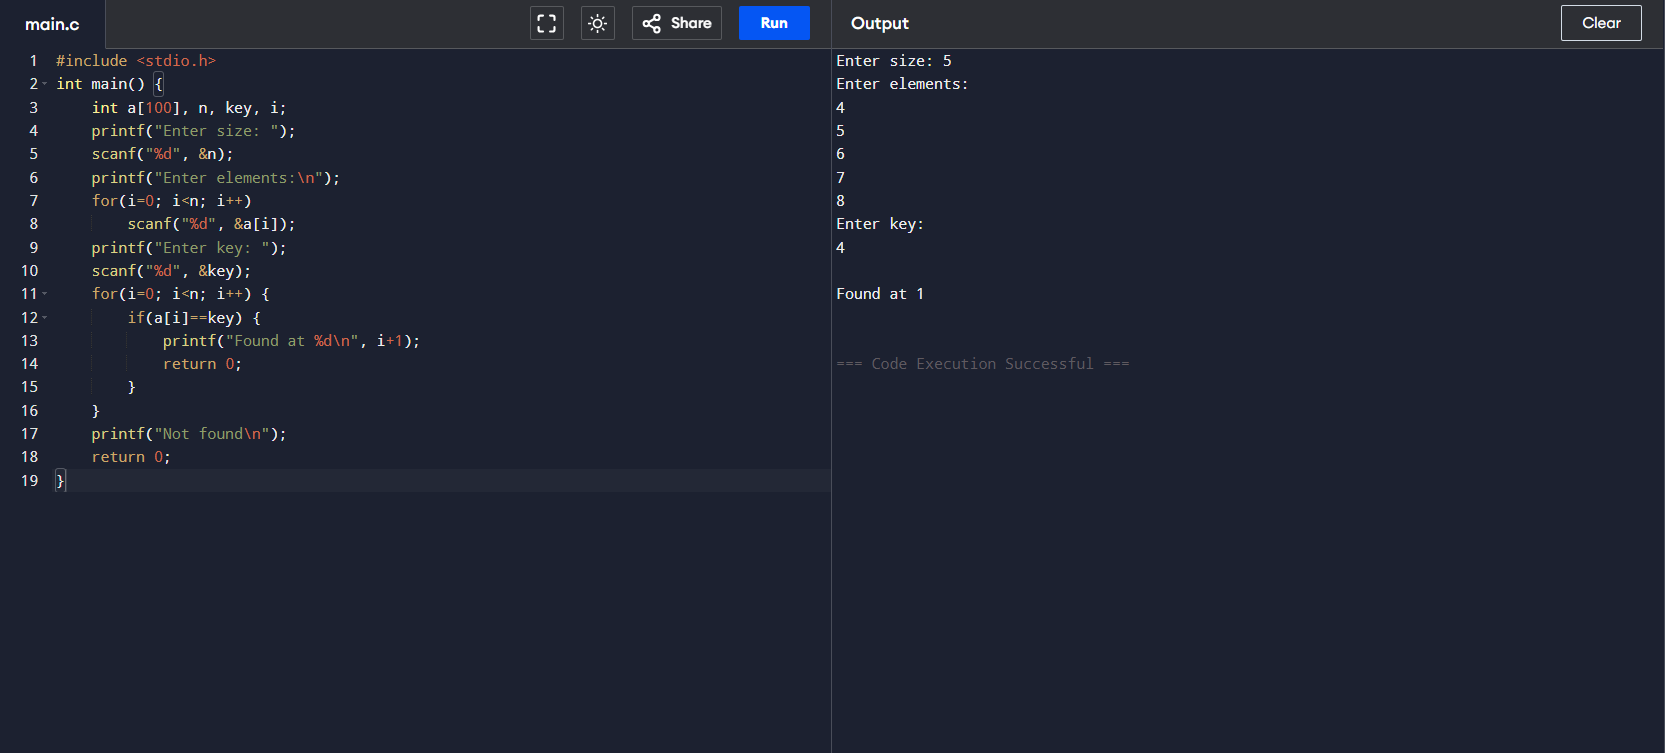 main.c
Share
Run
Output
Clear
1 #include <stdio.h>
2 int main() {
3     int a[100], n, key, i;
4     printf("Enter size: ");
5     scanf("%d", &n);
6     printf("Enter elements:\n");
7     for(i=0; i<n; i++)
8         scanf("%d", &a[i]);
9     printf("Enter key: ");
10     scanf("%d", &key);
11     for(i=0; i<n; i++) {
12         if(a[i]==key) {
13             printf("Found at %d\n", i+1);
14             return 0;
15         }
16     }
17     printf("Not found\n");
18     return 0;
19 }
Enter size: 5
Enter elements:
4
5
6
7
8
Enter key:
4
Found at 1
=== Code Execution Successful ===